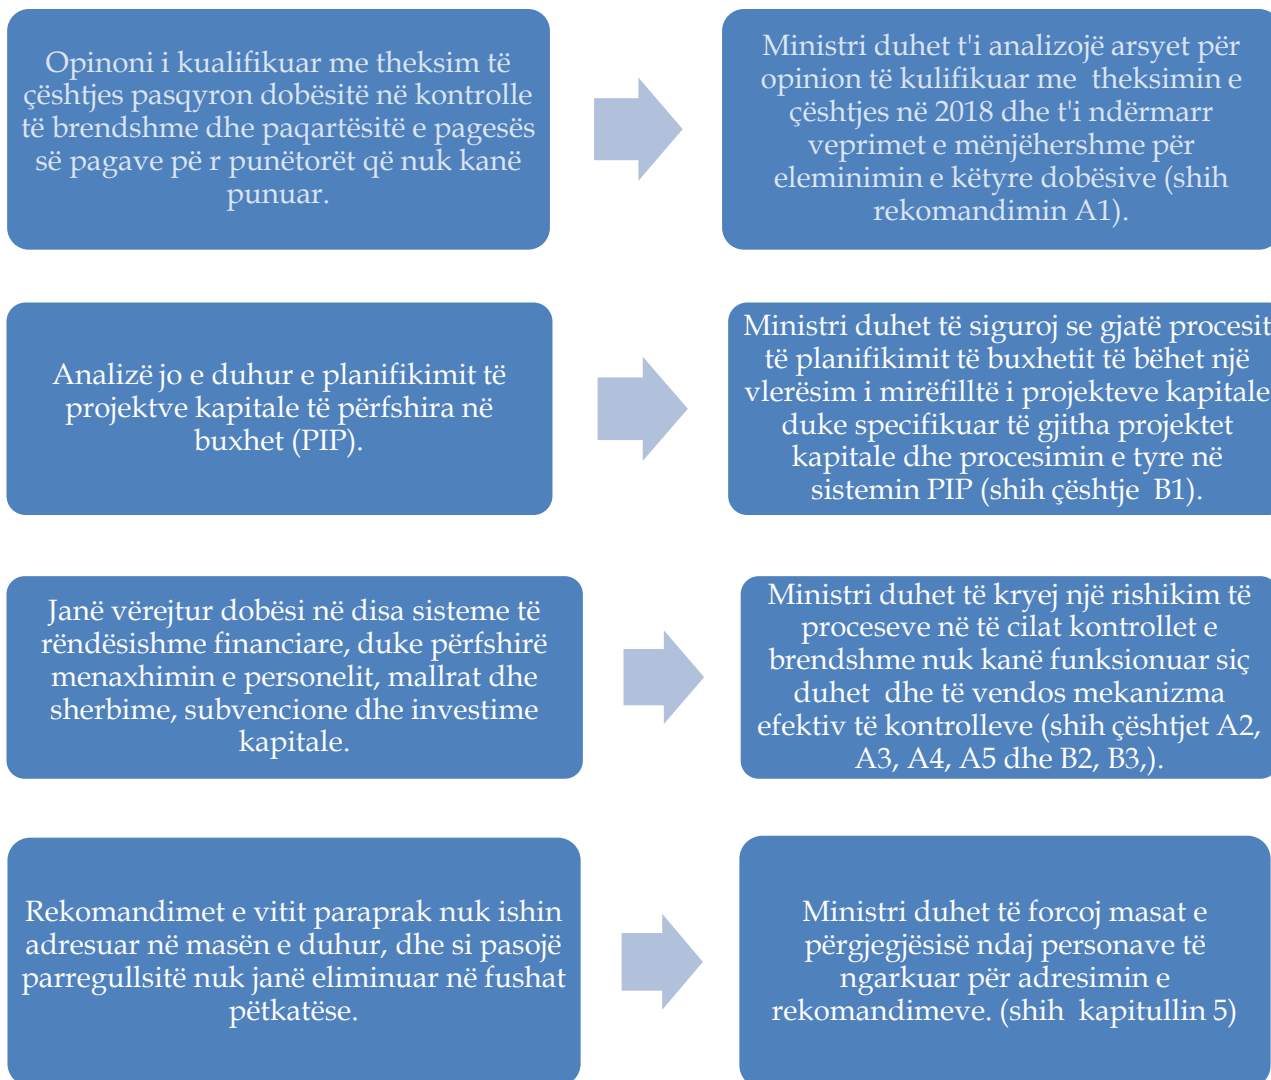 Opinoni i kualifikuar me theksim të
çështjes pasqyron dobësitë në kontrolle
të brendshme dhe paqartësitë e pagesës
së pagave pë r punëtorët që nuk kanë
punuar.
Ministri duhet t'i analizojë arsyet për
opinion të kulifikuar me theksimin e
çështjes në 2018 dhe t'i ndërmarr
veprimet e mënjëhershme për
eleminimin e këtyre dobësive (shih
rekomandimin A1).
Analizë jo e duhur e planifikimit të
projektve kapitale të përfshira në
buxhet (PIP).
Ministri duhet të siguroj se gjatë procesit
të planifikimit të buxhetit të bëhet një
vlerësim i mirëfilltë i projekteve kapitale
duke specifikuar të gjitha projektet
kapitale dhe procesimin e tyre në
sistemin PIP (shih çështje B1).
Janë vërejtur dobësi në disa sisteme të
rëndësishme financiare, duke përfshirë
menaxhimin e personelit, mallrat dhe
sherbime, subvencione dhe investime
kapitale.
Ministri duhet të kryej një rishikim të
proceseve në të cilat kontrollet e
brendshme nuk kanë funksionuar siç
duhet dhe të vendos mekanizma
efektiv të kontrolleve (shih çështjet A2,
A3, A4, A5 dhe B2, B3,).
Rekomandimet e vitit paraprak nuk ishin
adresuar në masën e duhur, dhe si pasojë
parregullsitë nuk janë eliminuar në fushat
pëtkatëse.
Ministri duhet të forcoj masat e
përgjegjësisë ndaj personave të
ngarkuar për adresimin e
rekomandimeve. (shih kapitullin 5)